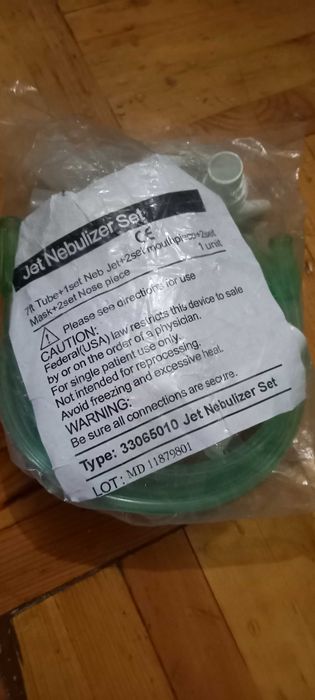 Jet Nebulizer Set
CE
7ft Tube+1set Neb Jet+2set mouthpiece+2set
Mask+2set Nose piece 1 unit
! Please see directions for use
CAUTION:
Federal(USA) law restricts this device to sale
by or on the order of a physician.
For single patient use only.
Not intended for reprocessing.
Avoid freezing and excessive heal.
WARNING:
Be sure all connections are secure.
Type: 33065010 Jet Nebulizer Set
LOT: MD 11879801